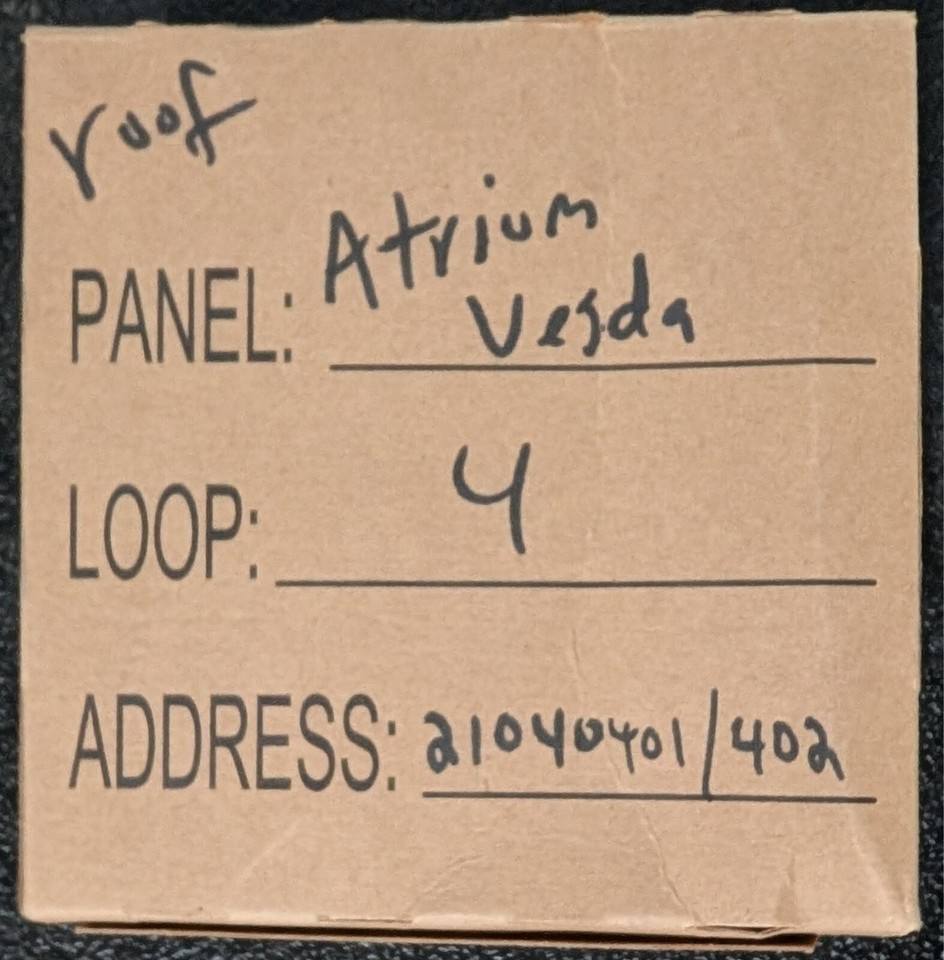 roof
Atrium
PANEL: Vesda
LOOP: 4
ADDRESS: 21040401/402